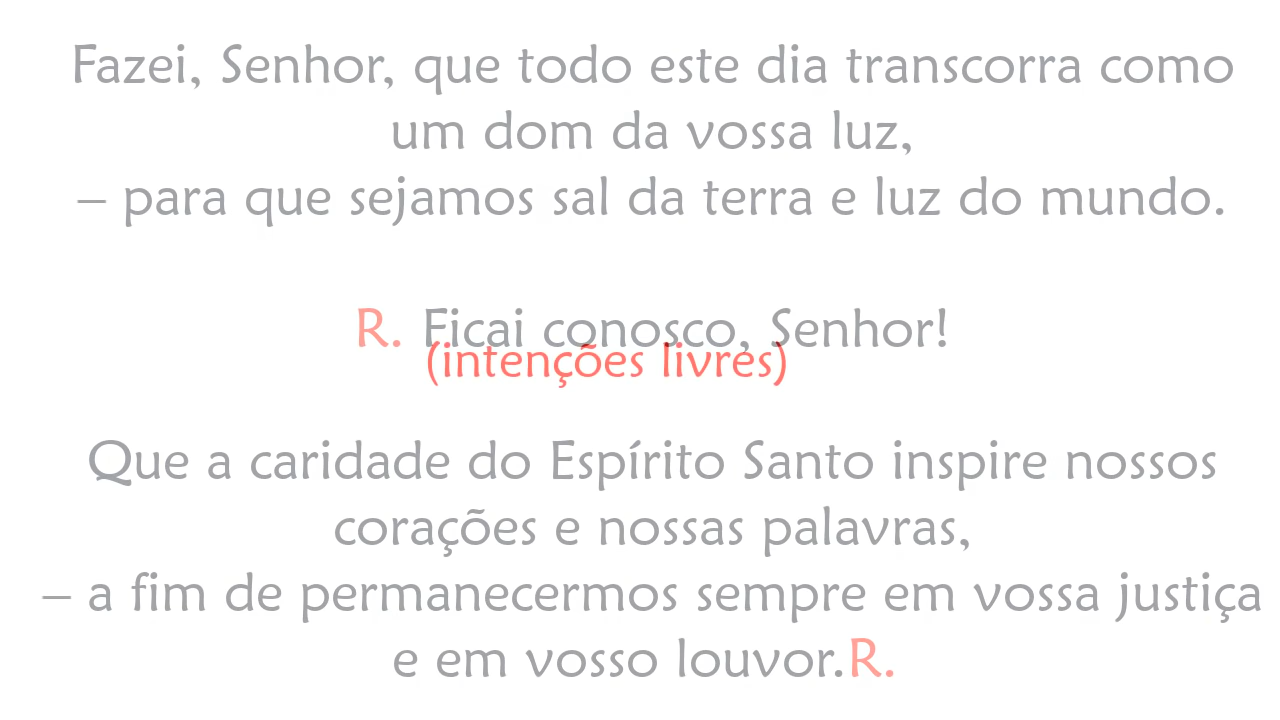 Fazei, Senhor, que todo este dia transcorra como
um dom da vossa luz,
– para que sejamos sal da terra e luz do mundo.
R. Ficai conosco, Senhor!
(intenções livres)
Que a caridade do Espírito Santo inspire nossos
corações e nossas palavras,
– a fim de permanecermos sempre em vossa justiça
e em vosso louvor.R.